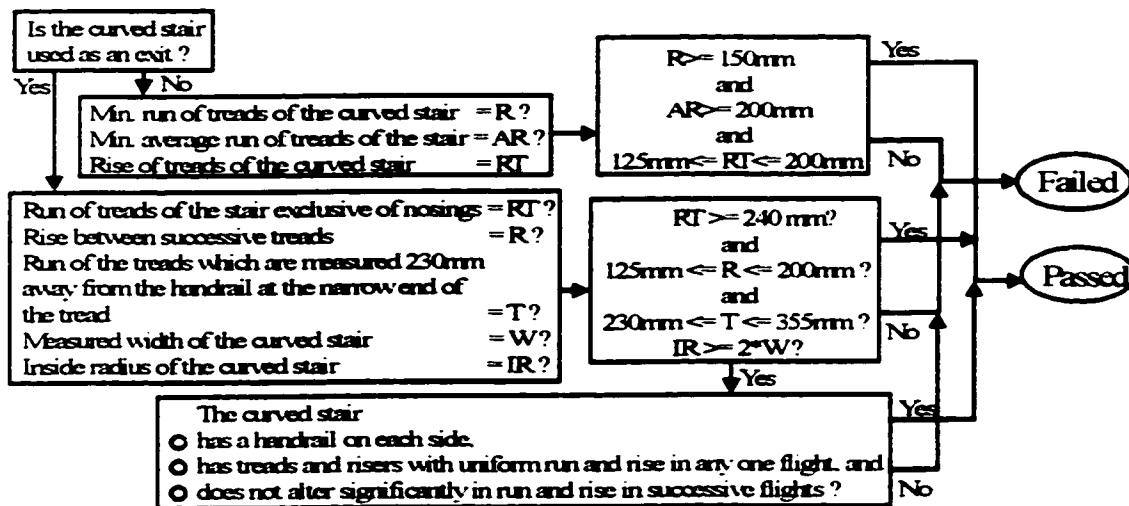 Is the curved stair
used as an exit ?
Yes
No
Min. run of treads of the curved stair = R ?
Min. average run of treads of the stair = AR ?
Rise of treads of the curved stair = RT
R>= 150mm
and
AR>= 200mm
and
125mm<= RT<= 200mm
Yes
No
Failed
Passed
Run of treads of the stair exclusive of nosings = RT?
Rise between successive treads = R ?
Run of the treads which are measured 230mm
away from the handrail at the narrow end of
the tread = T ?
Measured width of the curved stair = W ?
Inside radius of the curved stair = IR ?
RT >= 240 mm?
and
125mm <= R <= 200mm ?
and
230mm<= T <= 355mm ?
IR >= 2*W?
Yes
No
Yes
The curved stair
has a handrail on each side.
has treads and risers with uniform run and rise in any one flight. and
does not alter significantly in run and rise in successive flights ?
Yes
No